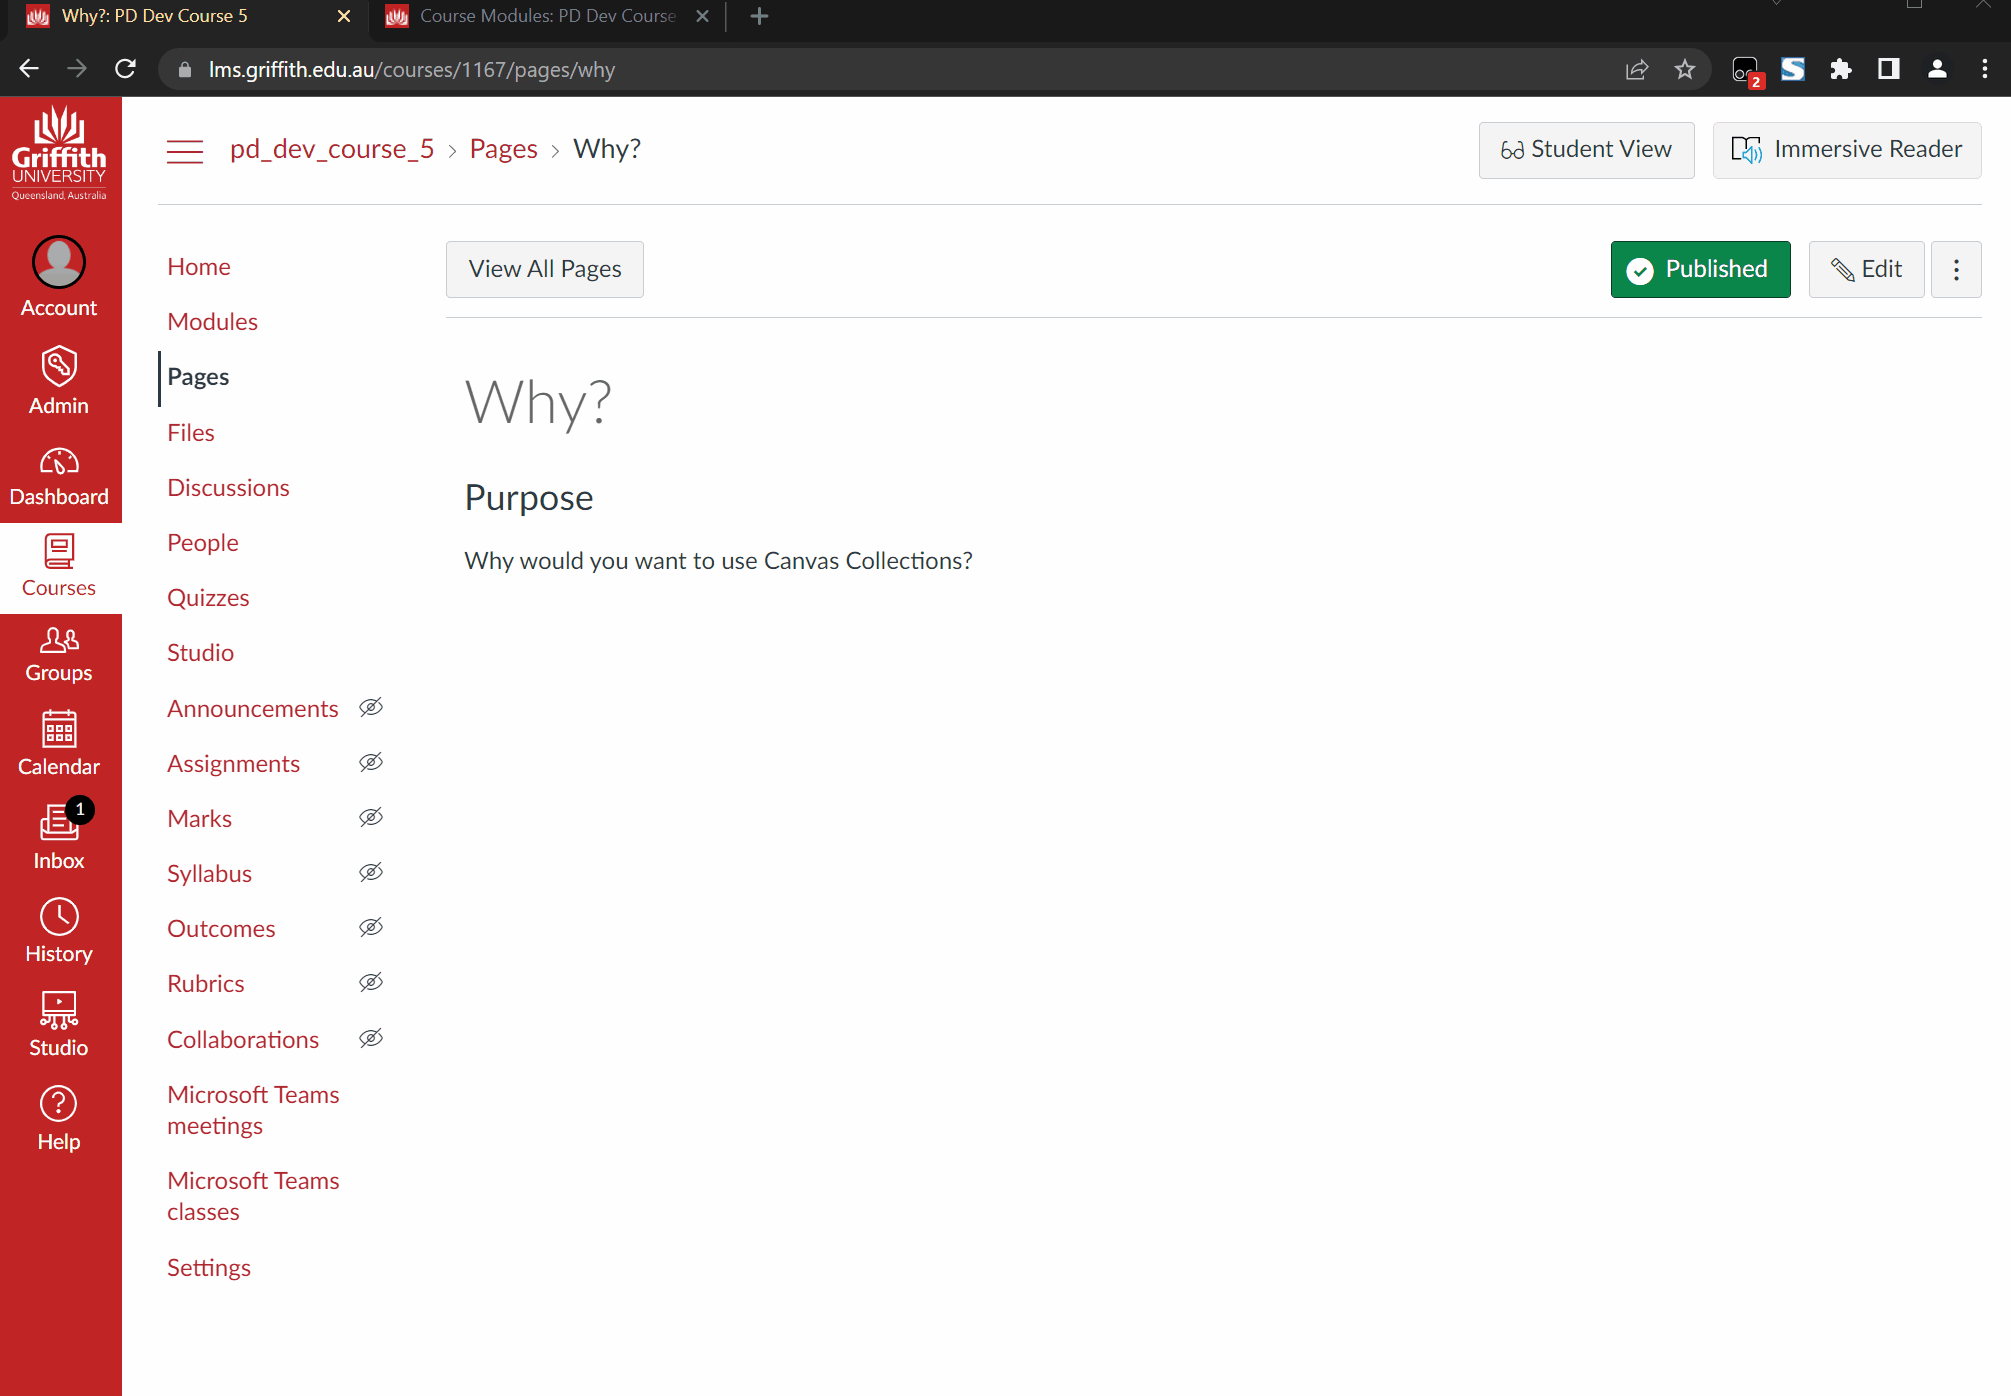 Why?: PD Dev Course 5
Course Modules: PD Dev Course
lms.griffith.edu.au/courses/1167/pages/why
2
Griffith
UNIVERSITY
Queensland, Australia
pd_dev_course_5 > Pages > Why?
Student View
Immersive Reader
Account
Admin
Dashboard
Courses
Groups
Calendar
1
Inbox
History
Studio
Help
Home
Modules
Pages
Files
Discussions
People
Quizzes
Studio
Announcements
Assignments
Marks
Syllabus
Outcomes
Rubrics
Collaborations
Microsoft Teams
meetings
Microsoft Teams
classes
Settings
View All Pages
Published
Edit
Why?
Purpose
Why would you want to use Canvas Collections?